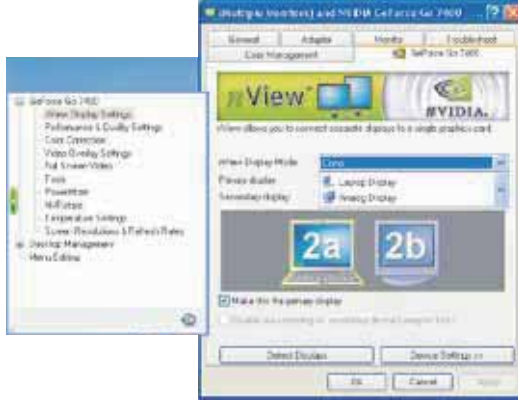 (Multiple Monitors) and NVIDIA GeForce Go 7400
General
Adapter
Monitor
Troubleshoot
Color Management
GeForce Go 7400
nView
NVIDIA.
nView allows you to connect separate displays to a single graphics card.
nView Display Mode
Clone
Primary display
Laptop Display
Secondary display
Analog Display
2a
2b
Make this the primary display
Detect Displays
Device Settings >>
OK
Cancel
Apply
GeForce Go 7400
nView Display Settings
Performance & Quality Settings
Color Correction
Video Overlay Settings
Full Screen Video
Tools
PowerMizer
NvRotate
Temperature Settings
Screen Resolutions & Refresh Rates
Desktop Management
Menu Editing